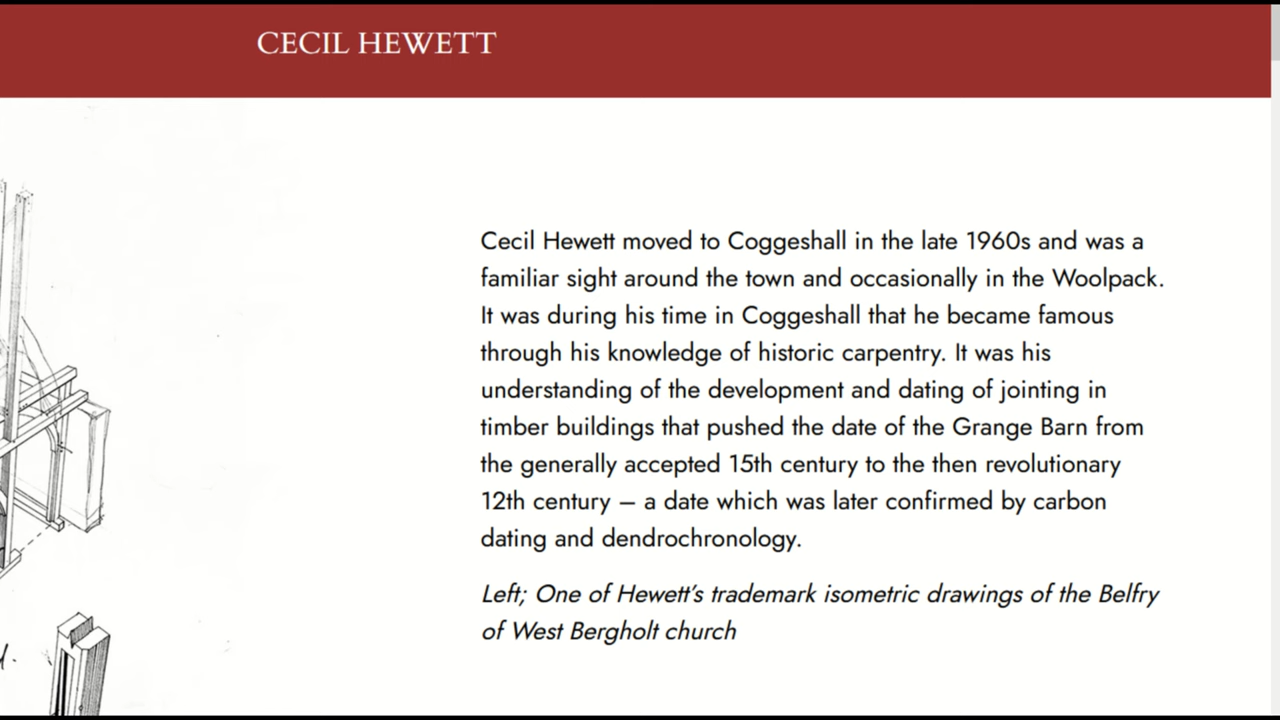 CECIL HEWETT
Cecil Hewett moved to Coggeshall in the late 1960s and was a
familiar sight around the town and occasionally in the Woolpack.
It was during his time in Coggeshall that he became famous
through his knowledge of historic carpentry. It was his
understanding of the development and dating of jointing in
timber buildings that pushed the date of the Grange Barn from
the generally accepted 15th century to the then revolutionary
12th century – a date which was later confirmed by carbon
dating and dendrochronology.
Left; One of Hewett's trademark isometric drawings of the Belfry
of West Bergholt church